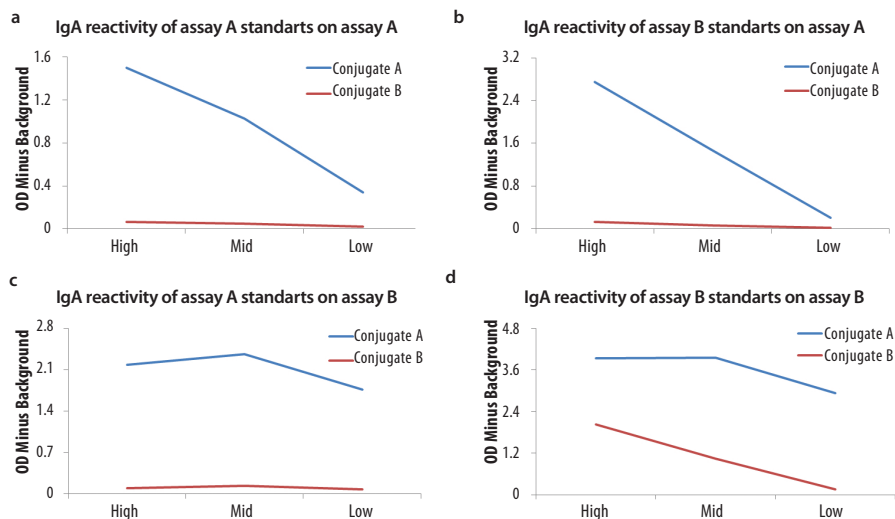 a
IgA reactivity of assay A standarts on assay A
OD Minus Background
1.6
1.2
0.8
0.4
0
Conjugate A
Conjugate B
High Mid Low
b
IgA reactivity of assay B standarts on assay A
OD Minus Background
3.2
2.4
1.6
0.8
0
Conjugate A
Conjugate B
High Mid Low
c
IgA reactivity of assay A standarts on assay B
OD Minus Background
2.8
2.1
1.4
0.7
0
Conjugate A
Conjugate B
High Mid Low
d
IgA reactivity of assay B standarts on assay B
OD Minus Background
4.8
3.6
2.4
1.2
0
Conjugate A
Conjugate B
High Mid Low